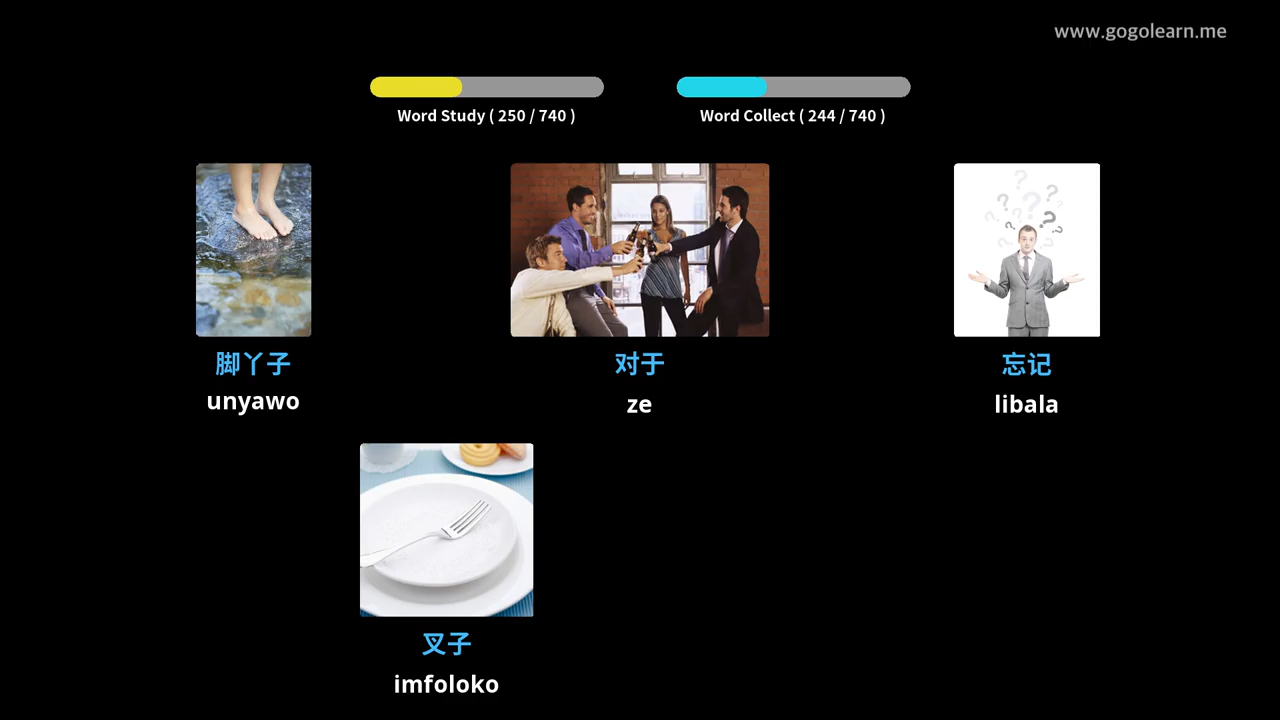 www.gogolearn.me
Word Study ( 250 / 740 )
Word Collect ( 244 / 740 )
脚丫子
对于
忘记
unyawo
ze
libala
叉子
imfoloko